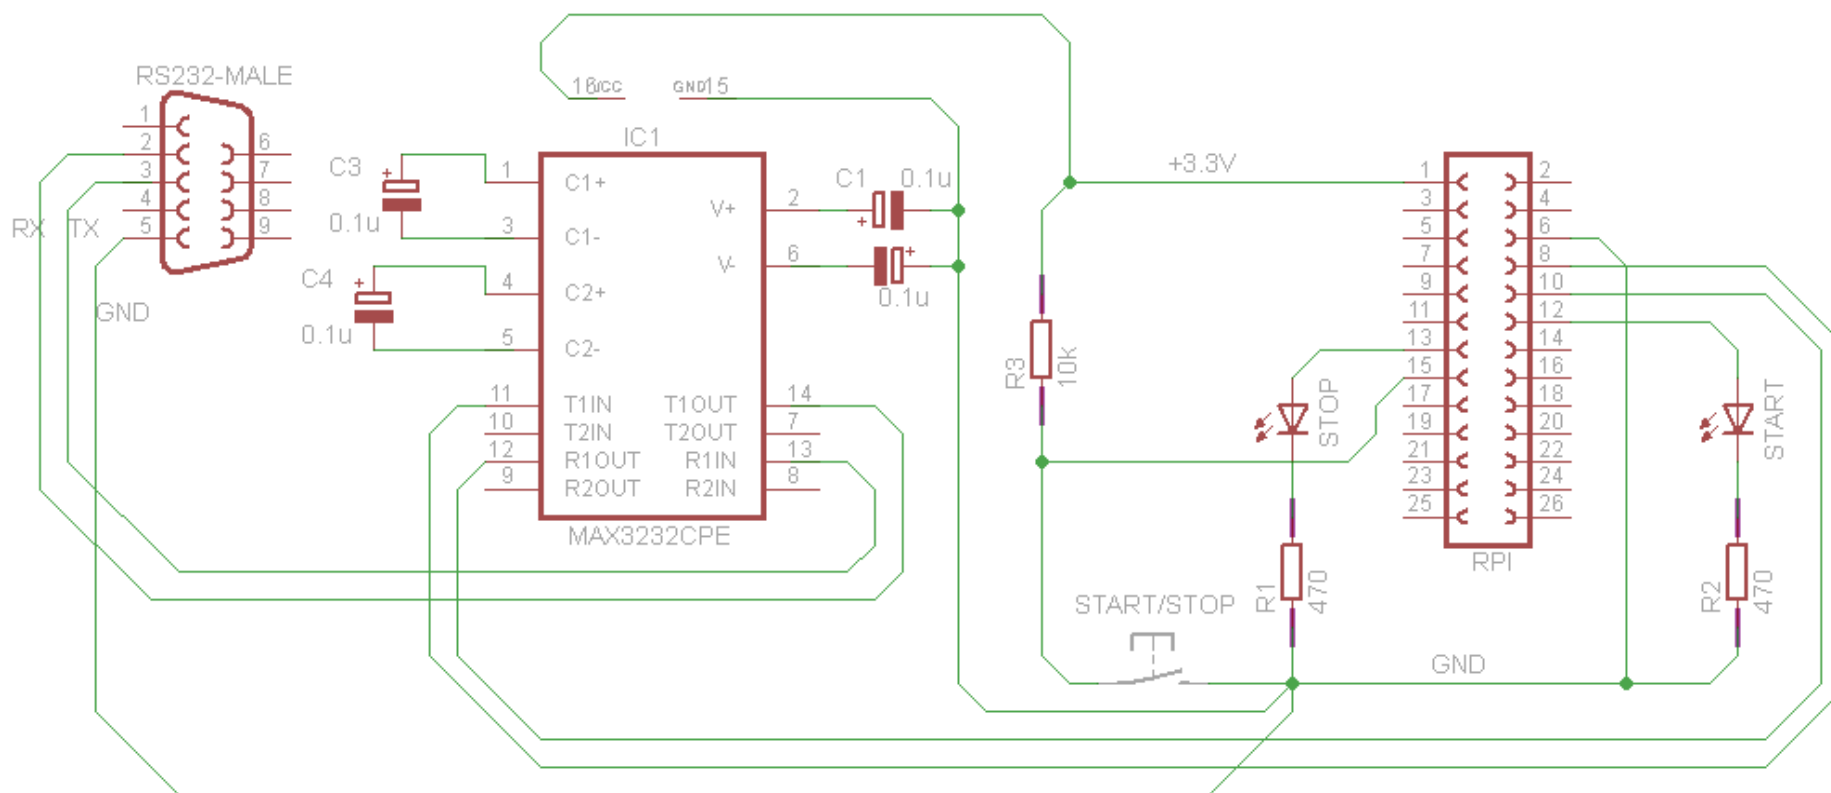 RS232-MALE
1
2
3
4
5
6
7
8
9
RX
TX
GND
C3
0.1u
C4
0.1u
16
VCC
GND
15
IC1
1
3
4
5
11
10
12
9
C1+
C1-
C2+
C2-
T1IN
T2IN
R1OUT
R2OUT
V+
V-
T1OUT
T2OUT
R1IN
R2IN
2
6
14
7
13
8
MAX3232CPE
C1
0.1u
0.1u
+3.3V
R3
10k
STOP
START/STOP
R1
470
GND
1
3
5
7
9
11
13
15
17
19
21
23
25
2
4
6
8
10
12
14
16
18
20
22
24
26
RPI
START
R2
470